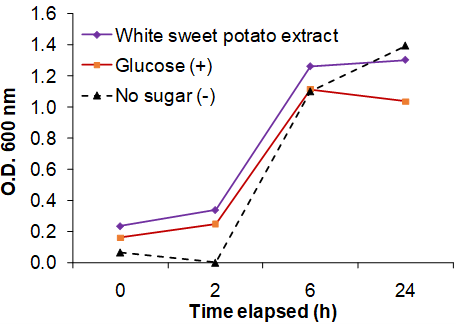 O.D. 600 nm
1.6
1.4
1.2
1.0
0.8
0.6
0.4
0.2
0.0
White sweet potato extract
Glucose (+)
No sugar (-)
0 2 6 24
Time elapsed (h)